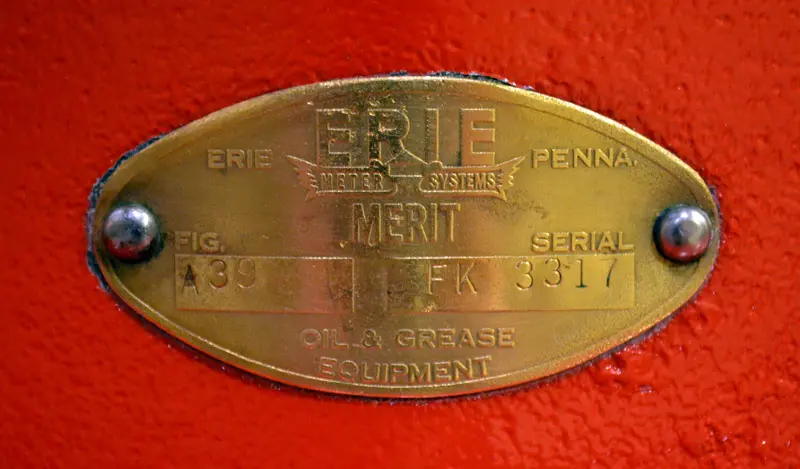 ERIE
ERIE PENNA.
METER SYSTEMS
MERIT
FIG. SERIAL
A39 FK 3317
OIL & GREASE
EQUIPMENT